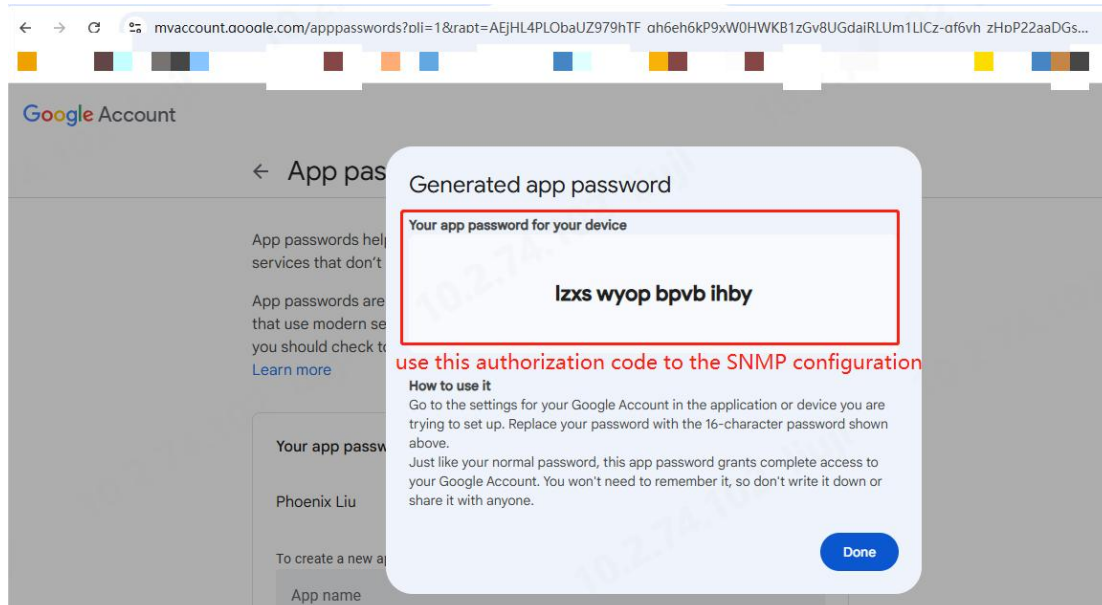 myaccount.google.com/apppasswords?pli=1&rapt=
Google Account
App pas
Generated app password
Your app password for your device
App passwords hel
services that don't
lzxs wyop bpvb ihby
App passwords are
that use modern se
you should check to
Learn more
use this authorization code to the SNMP configuration
How to use it
Go to the settings for your Google Account in the application or device you are
trying to set up. Replace your password with the 16-character password shown
above.
Just like your normal password, this app password grants complete access to
your Google Account. You won't need to remember it, so don't write it down or
share it with anyone.
Your app passw
Phoenix Liu
Done
To create a new a
App name